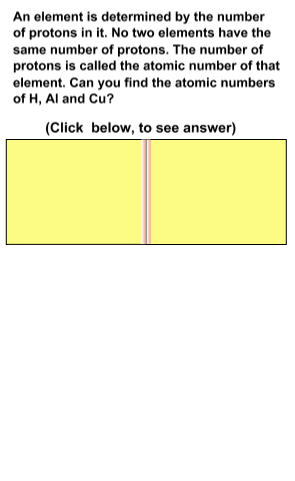 An element is determined by the number
of protons in it. No two elements have the
same number of protons. The number of
protons is called the atomic number of that
element. Can you find the atomic numbers
of H, Al and Cu?
(Click  below, to see answer)